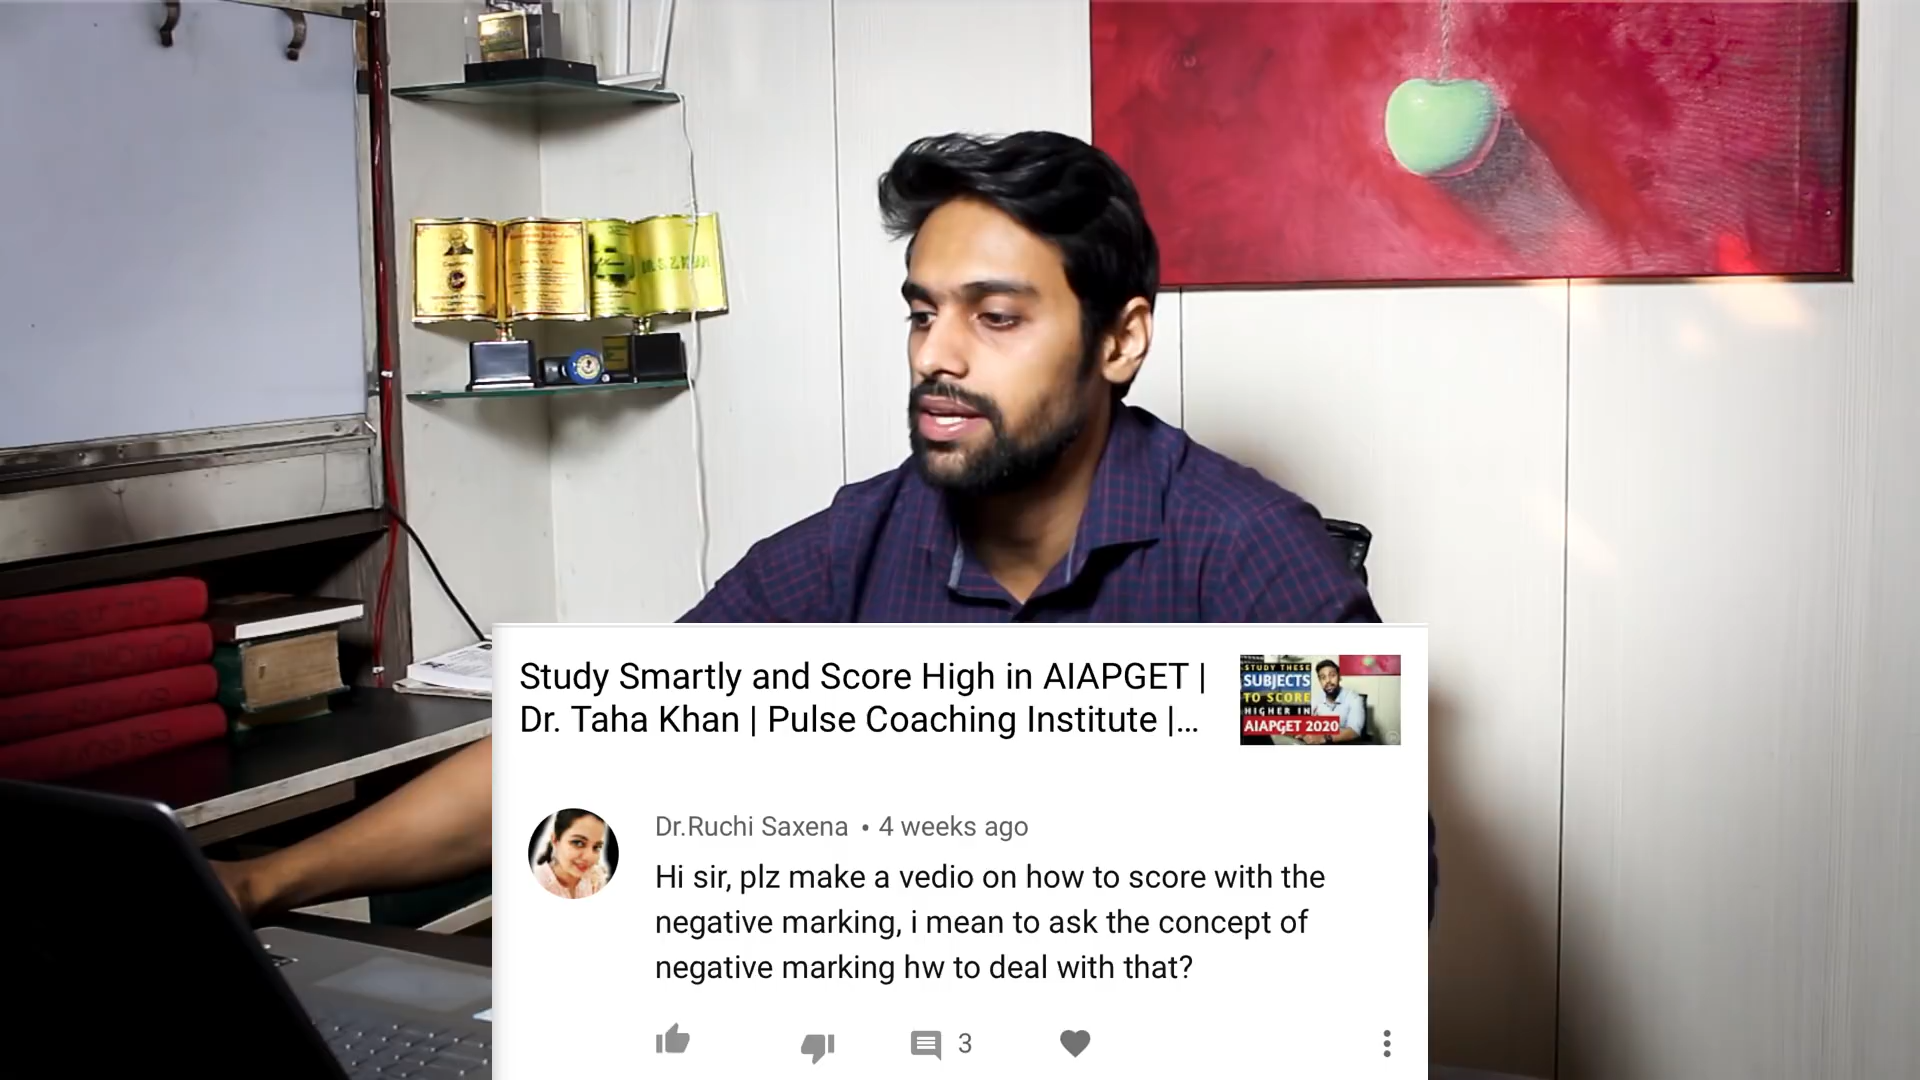 DR. S.Z. KHAN
Study Smartly and Score High in AIAPGET |
Dr. Taha Khan | Pulse Coaching Institute |...
STUDY THESE
SUBJECTS
TO SCORE
HIGHER IN
AIAPGET 2020
Dr.Ruchi Saxena • 4 weeks ago
Hi sir, plz make a vedio on how to score with the
negative marking, i mean to ask the concept of
negative marking hw to deal with that?
3